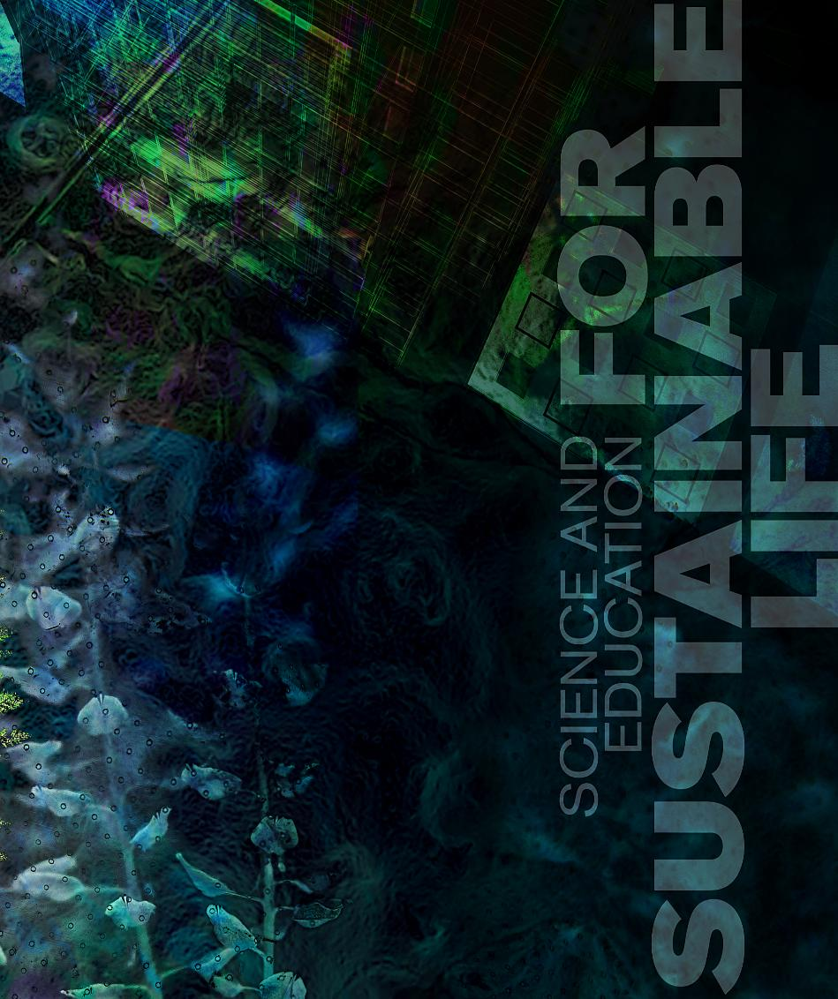 SCIENCE AND
EDUCATION
FOR
SUSTAINABLE
LIFE